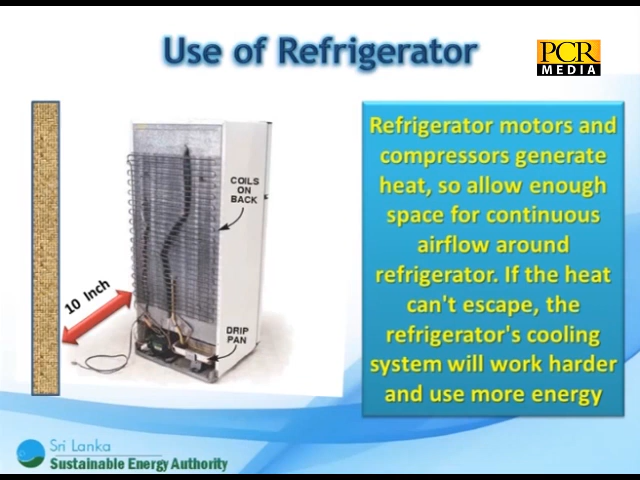 Use of Refrigerator
PCR
MEDIA
Refrigerator motors and
compressors generate
heat, so allow enough
space for continuous
airflow around
refrigerator. If the heat
can't escape, the
refrigerator's cooling
system will work harder
and use more energy
COILS
ON
BACK
10 Inch
DRIP
PAN
Sri Lanka
Sustainable Energy Authority